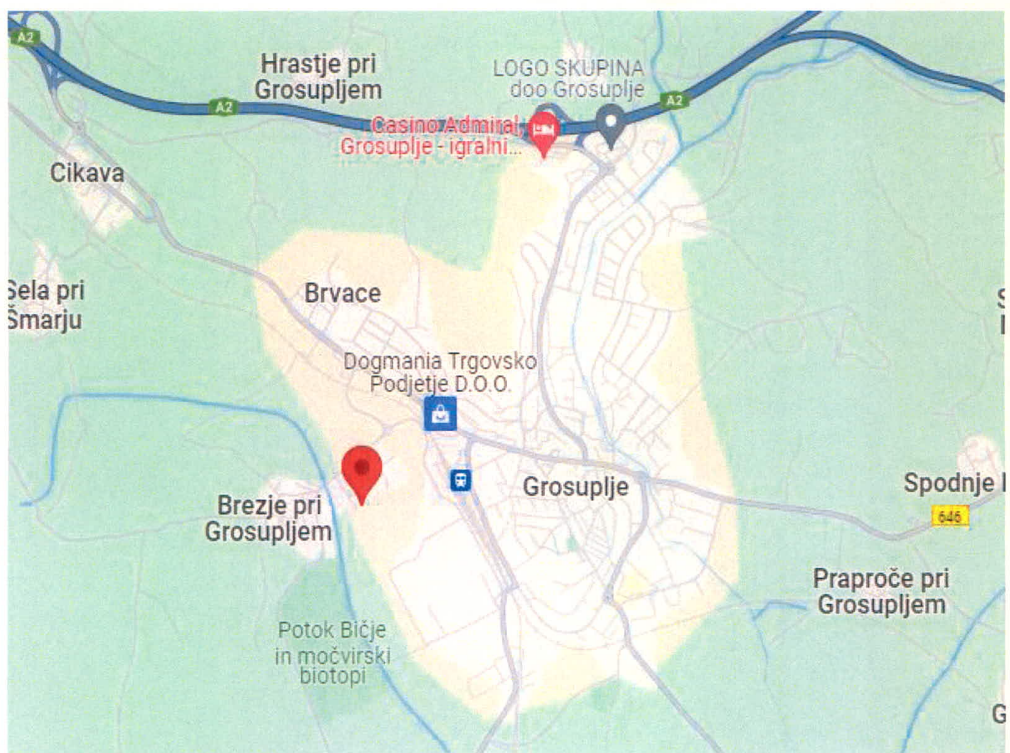 A2
Hrastje pri
Grosupljem
LOGO SKUPINA
doo Grosuplje
A2
A2
Casino Admiral,
Grosuplje - igralni...
Cikava
Sela pri
Šmarju
Brvace
Dogmania Trgovsko
Podjetje D.O.O.
Grosuplje
Brezje pri
Grosupljem
Spodnje
646
Praproče pri
Grosupljem
Potok Bičje
in močvirski
biotopi
G